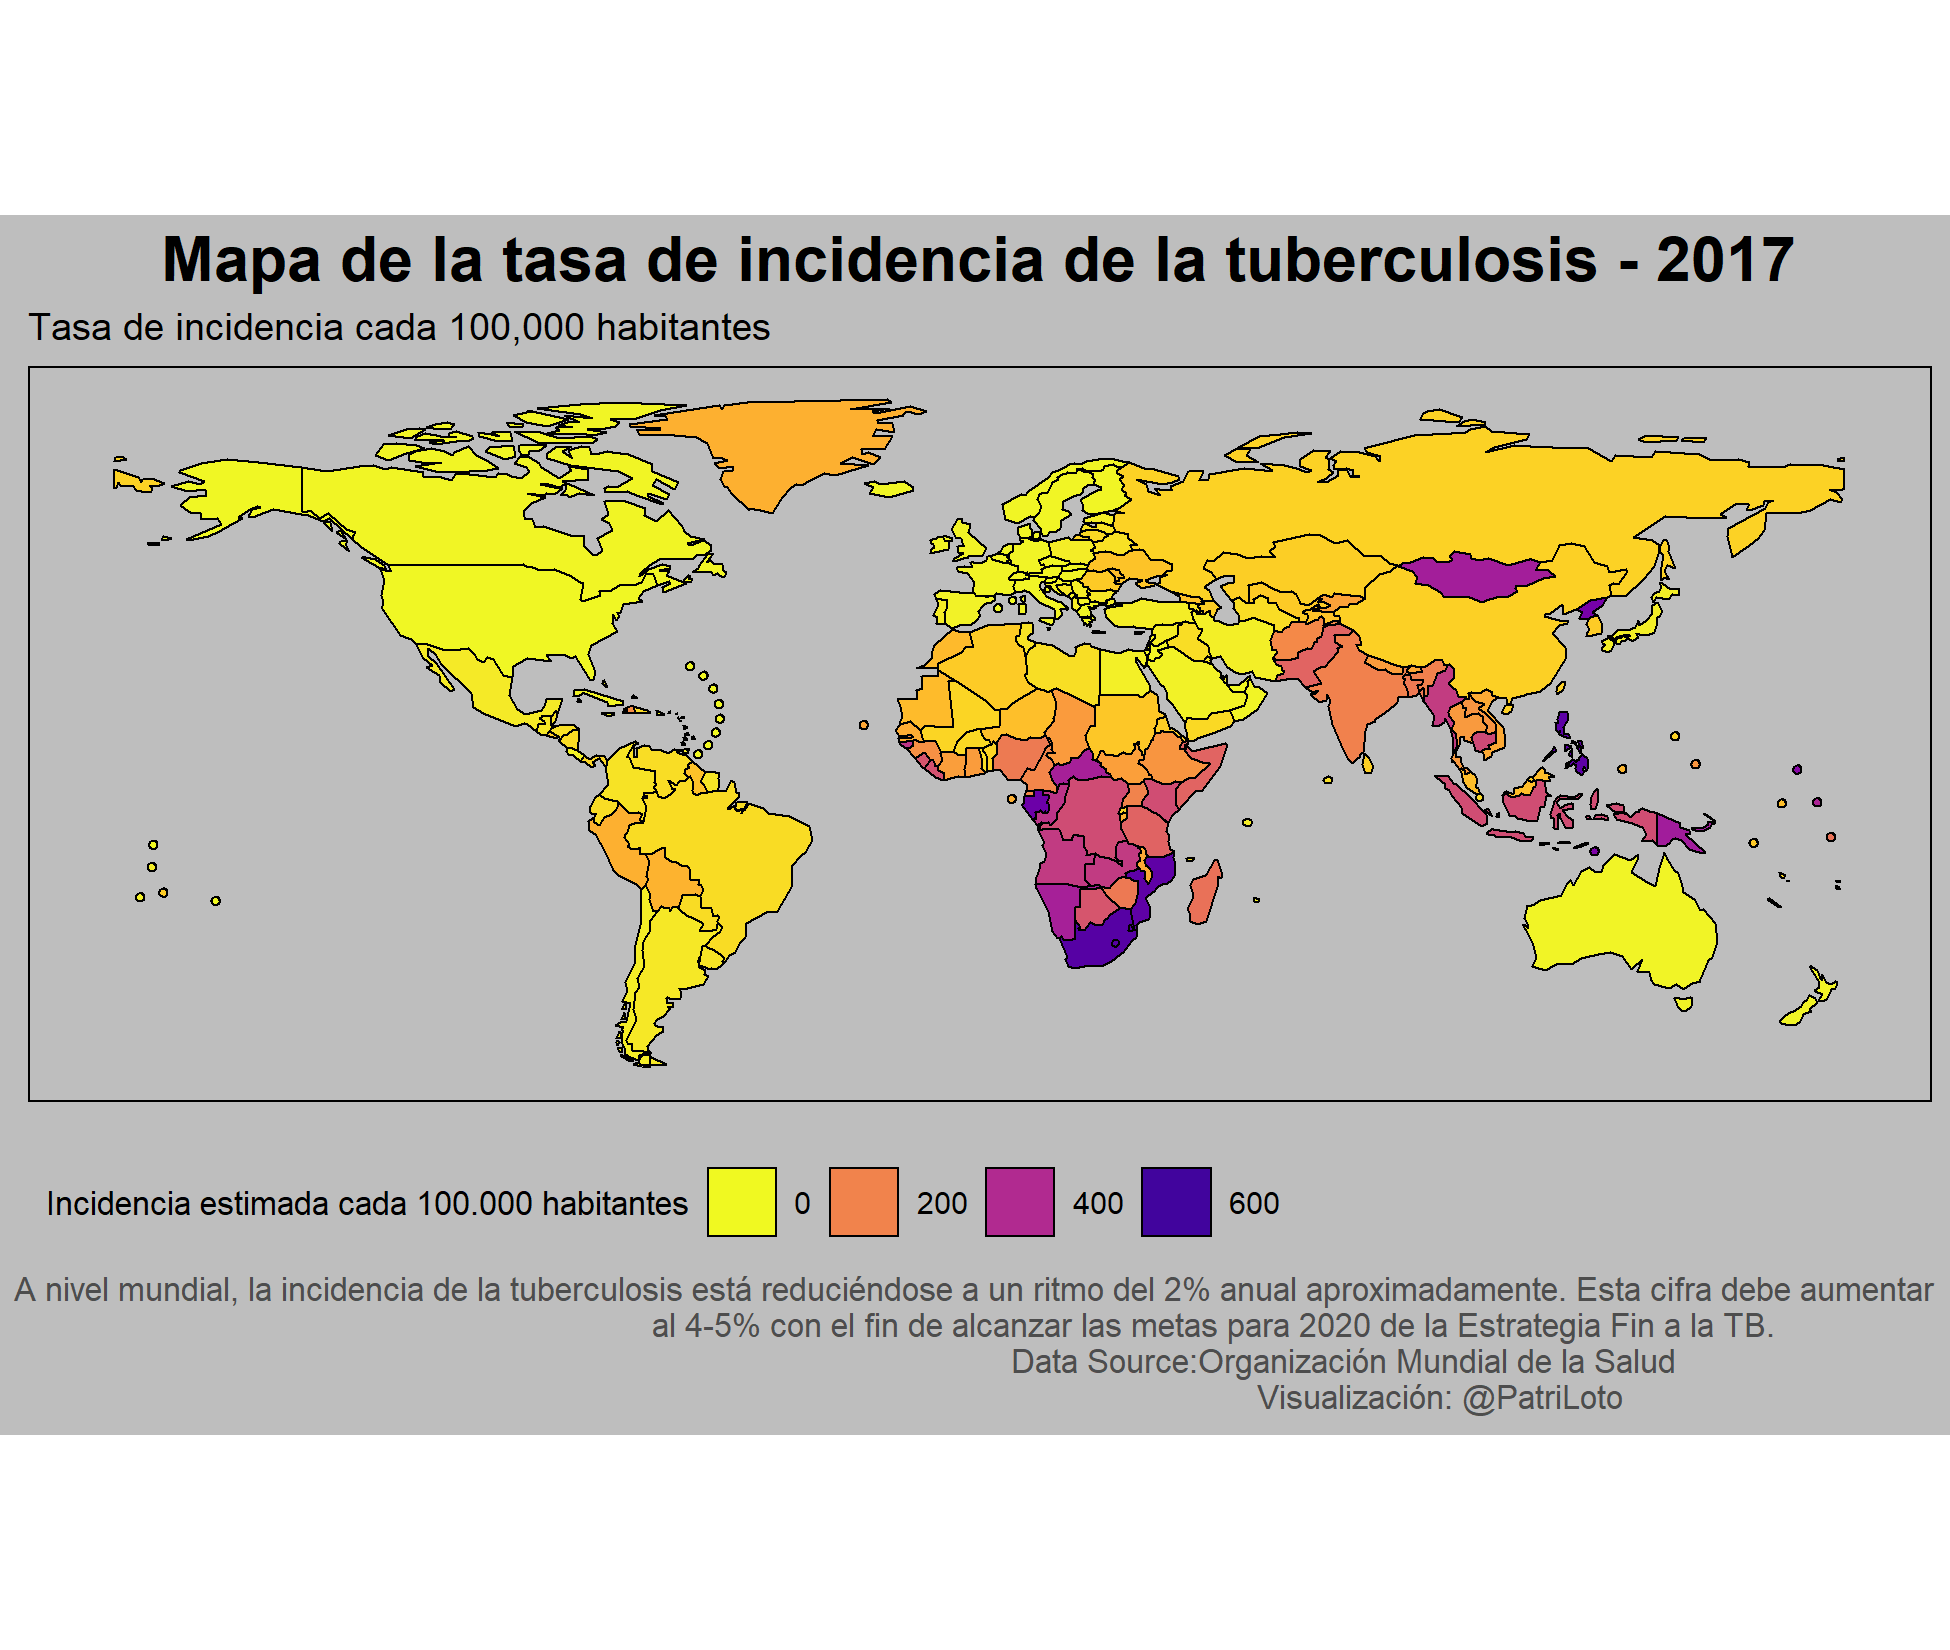 Mapa de la tasa de incidencia de la tuberculosis - 2017
Tasa de incidencia cada 100,000 habitantes
Incidencia estimada cada 100.000 habitantes 0 200 400 600
A nivel mundial, la incidencia de la tuberculosis está reduciéndose a un ritmo del 2% anual aproximadamente. Esta cifra debe aumentar
al 4-5% con el fin de alcanzar las metas para 2020 de la Estrategia Fin a la TB.
Data Source:Organización Mundial de la Salud
Visualización: @PatriLoto